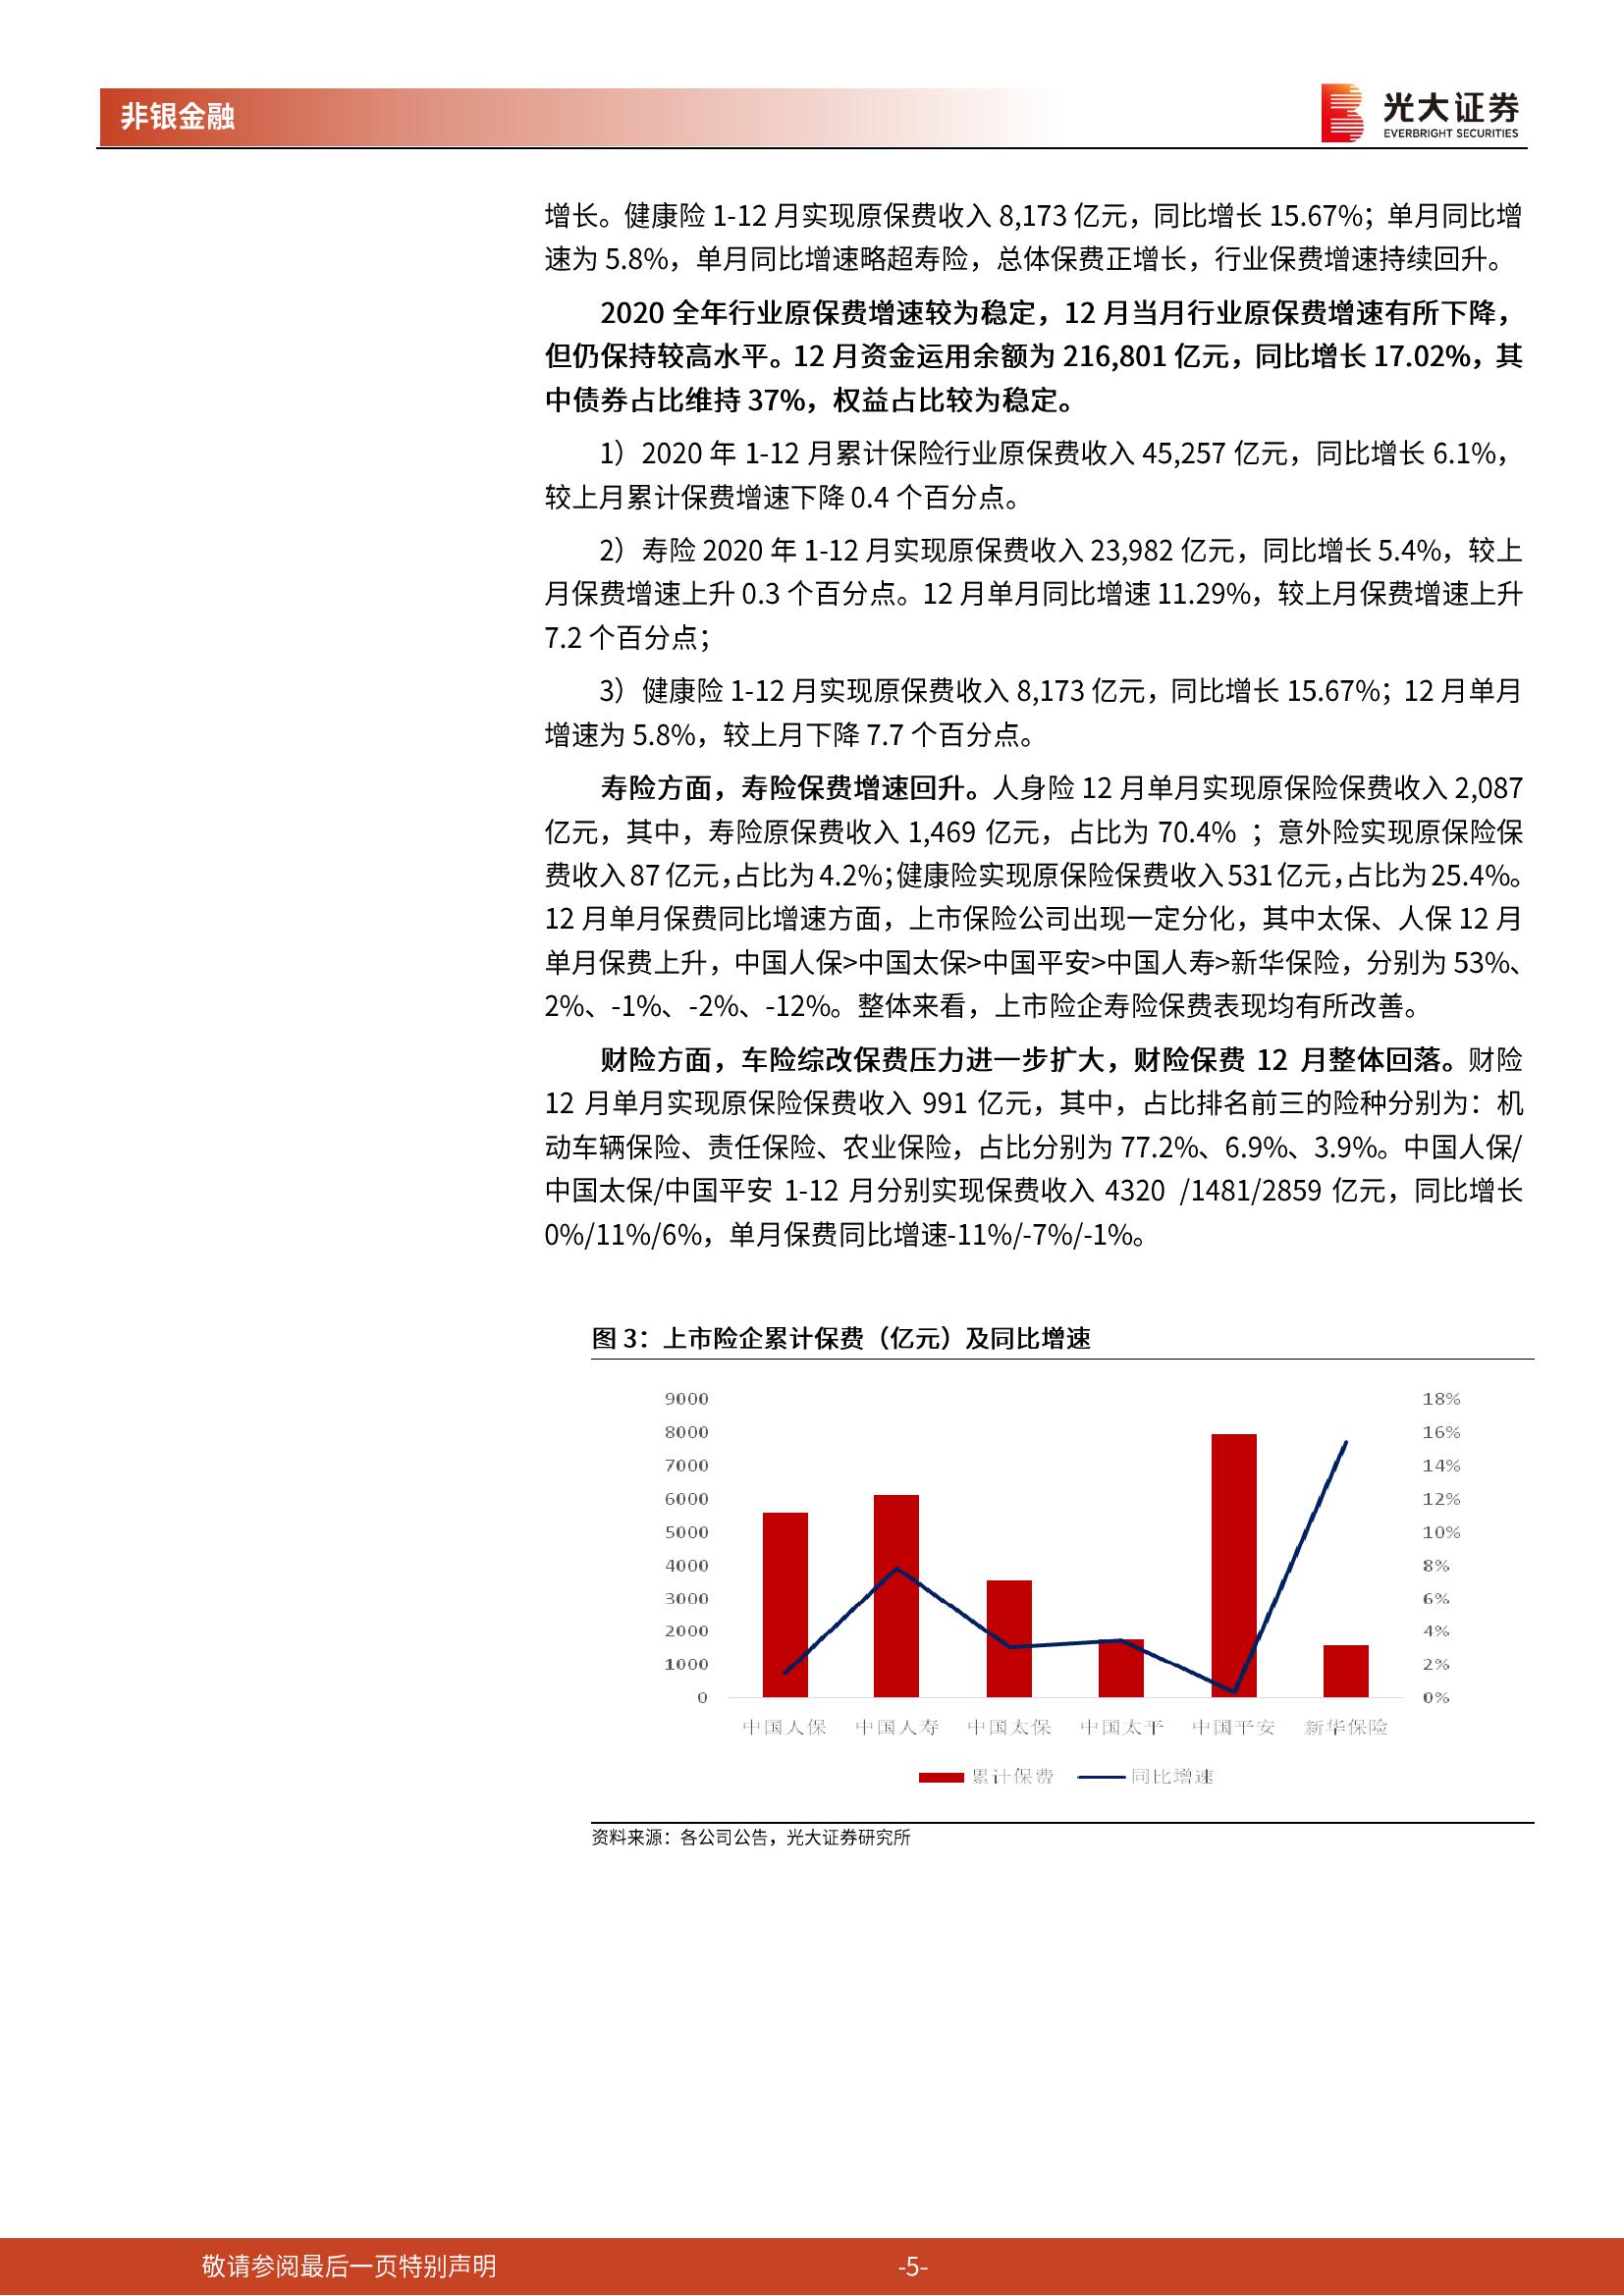 非银金融
光大证券
EVERBRIGHT SECURITIES
增长。健康险 1-12 月实现原保费收入 8,173 亿元，同比增长 15.67%；单月同比增
速为 5.8%，单月同比增速略超寿险，总体保费正增长，行业保费增速持续回升。
2020 全年行业原保费增速较为稳定，12 月当月行业原保费增速有所下降，
但仍保持较高水平。12 月资金运用余额为 216,801 亿元，同比增长 17.02%，其
中债券占比维持 37%，权益占比较为稳定。
1）2020 年 1-12 月累计保险行业原保费收入 45,257 亿元，同比增长 6.1%，
较上月累计保费增速下降 0.4 个百分点。
2）寿险 2020 年 1-12 月实现原保费收入 23,982 亿元，同比增长 5.4%，较上
月保费增速上升 0.3 个百分点。12 月单月同比增速 11.29%，较上月保费增速上升
7.2 个百分点；
3）健康险 1-12 月实现原保费收入 8,173 亿元，同比增长 15.67%；12 月单月
增速为 5.8%，较上月下降 7.7 个百分点。
寿险方面，寿险保费增速回升。人身险 12 月单月实现原保险保费收入 2,087
亿元，其中，寿险原保费收入 1,469 亿元，占比为 70.4% ；意外险实现原保险保
费收入 87 亿元，占比为 4.2%；健康险实现原保险保费收入 531 亿元，占比为 25.4%。
12 月单月保费同比增速方面，上市保险公司出现一定分化，其中太保、人保 12 月
单月保费上升，中国人保>中国太保>中国平安>中国人寿>新华保险，分别为 53%、
2%、-1%、-2%、-12%。整体来看，上市险企寿险保费表现均有所改善。
财险方面，车险综改保费压力进一步扩大，财险保费 12 月整体回落。财险
12 月单月实现原保险保费收入 991 亿元，其中，占比排名前三的险种分别为：机
动车辆保险、责任保险、农业保险，占比分别为 77.2%、6.9%、3.9%。中国人保/
中国太保/中国平安 1-12 月分别实现保费收入 4320 /1481/2859 亿元，同比增长
0%/11%/6%，单月保费同比增速-11%/-7%/-1%。
图 3：上市险企累计保费（亿元）及同比增速
9000 18%
8000 16%
7000 14%
6000 12%
5000 10%
4000 8%
3000 6%
2000 4%
1000 2%
0 0%
中国人保 中国人寿 中国太保 中国太平 中国平安 新华保险
累计保费 同比增速
资料来源：各公司公告，光大证券研究所
敬请参阅最后一页特别声明 -5-